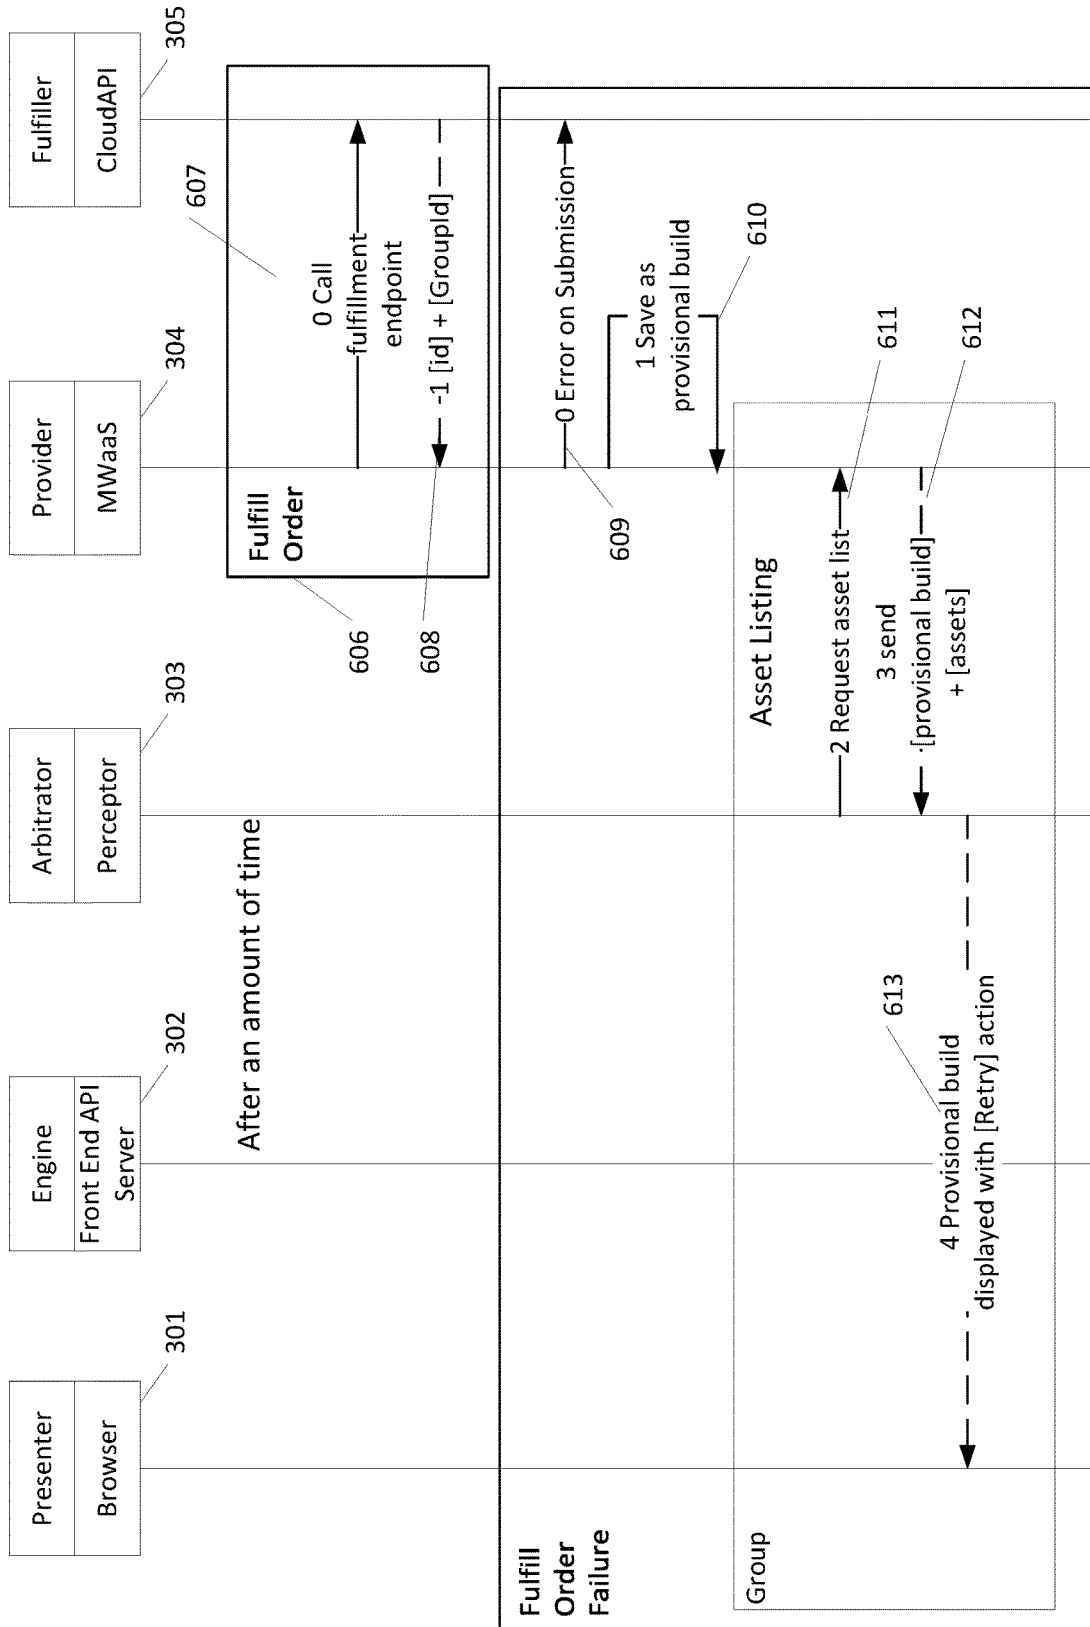 Presenter
Browser
301
Engine
Front End API
Server
302
Arbitrator
Perceptor
303
Provider
MWaaS
304
Fulfiller
CloudAPI
305
After an amount of time
Fulfill
Order
606
607
0 Call
fulfillment
endpoint
-1 [id] + [GroupId]
608
Fulfill
Order
Failure
0 Error on Submission
609
1 Save as
provisional build
610
Group
Asset Listing
2 Request asset list
611
3 send
[provisional build]
+ [assets]
612
4 Provisional build
displayed with [Retry] action
613